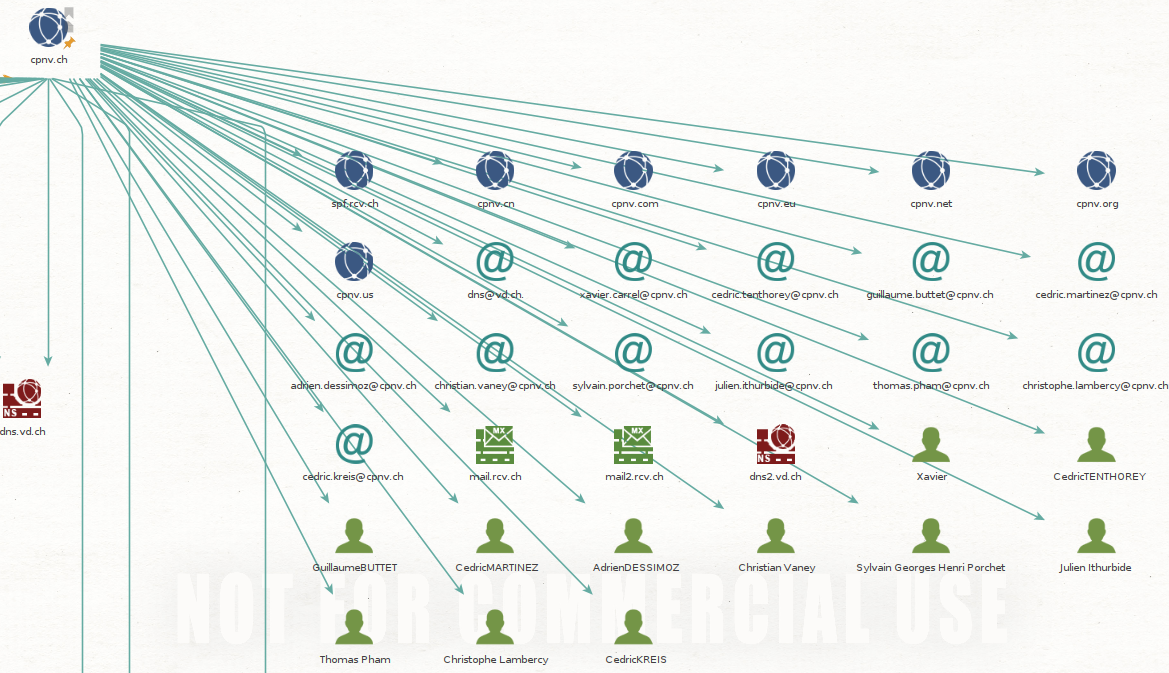 cpnv.ch
spf.rcv.ch cpnv.cn cpnv.com cpnv.eu cpnv.net cpnv.org
cpnv.us dns@vd.ch. xavier.carrel@cpnv.ch cedric.tenthorey@cpnv.ch guillaume.buttet@cpnv.ch cedric.martinez@cpnv.ch
adrien.dessimoz@cpnv.ch christian.vaney@cpnv.ch sylvain.porchet@cpnv.ch julien.ithurbide@cpnv.ch thomas.pham@cpnv.ch christophe.lambercy@cpnv.ch
NS
dns.vd.ch
MX MX NS
cedric.kreis@cpnv.ch mail.rcv.ch mail2.rcv.ch dns2.vd.ch Xavier CedricTENTHOREY
GuillaumeBUTTET CedricMARTINEZ AdrienDESSIMOZ Christian Vaney Sylvain Georges Henri Porchet Julien Ithurbide
NOT FOR COMMERCIAL USE
Thomas Pham Christophe Lambercy CedricKREIS